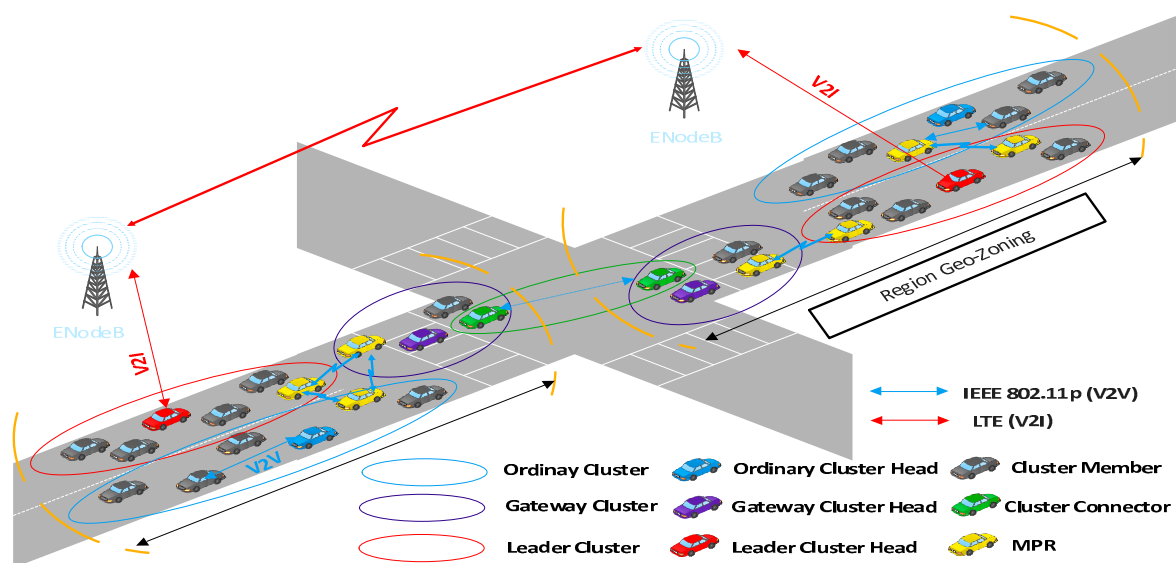 V2I
ENodeB
Region Geo-Zoning
ENodeB
V2I
IEEE 802.11p (V2V)
LTE (V2I)
V2V
Ordinay Cluster
Ordinary Cluster Head
Cluster Member
Gateway Cluster
Gateway Cluster Head
Cluster Connector
Leader Cluster
Leader Cluster Head
MPR